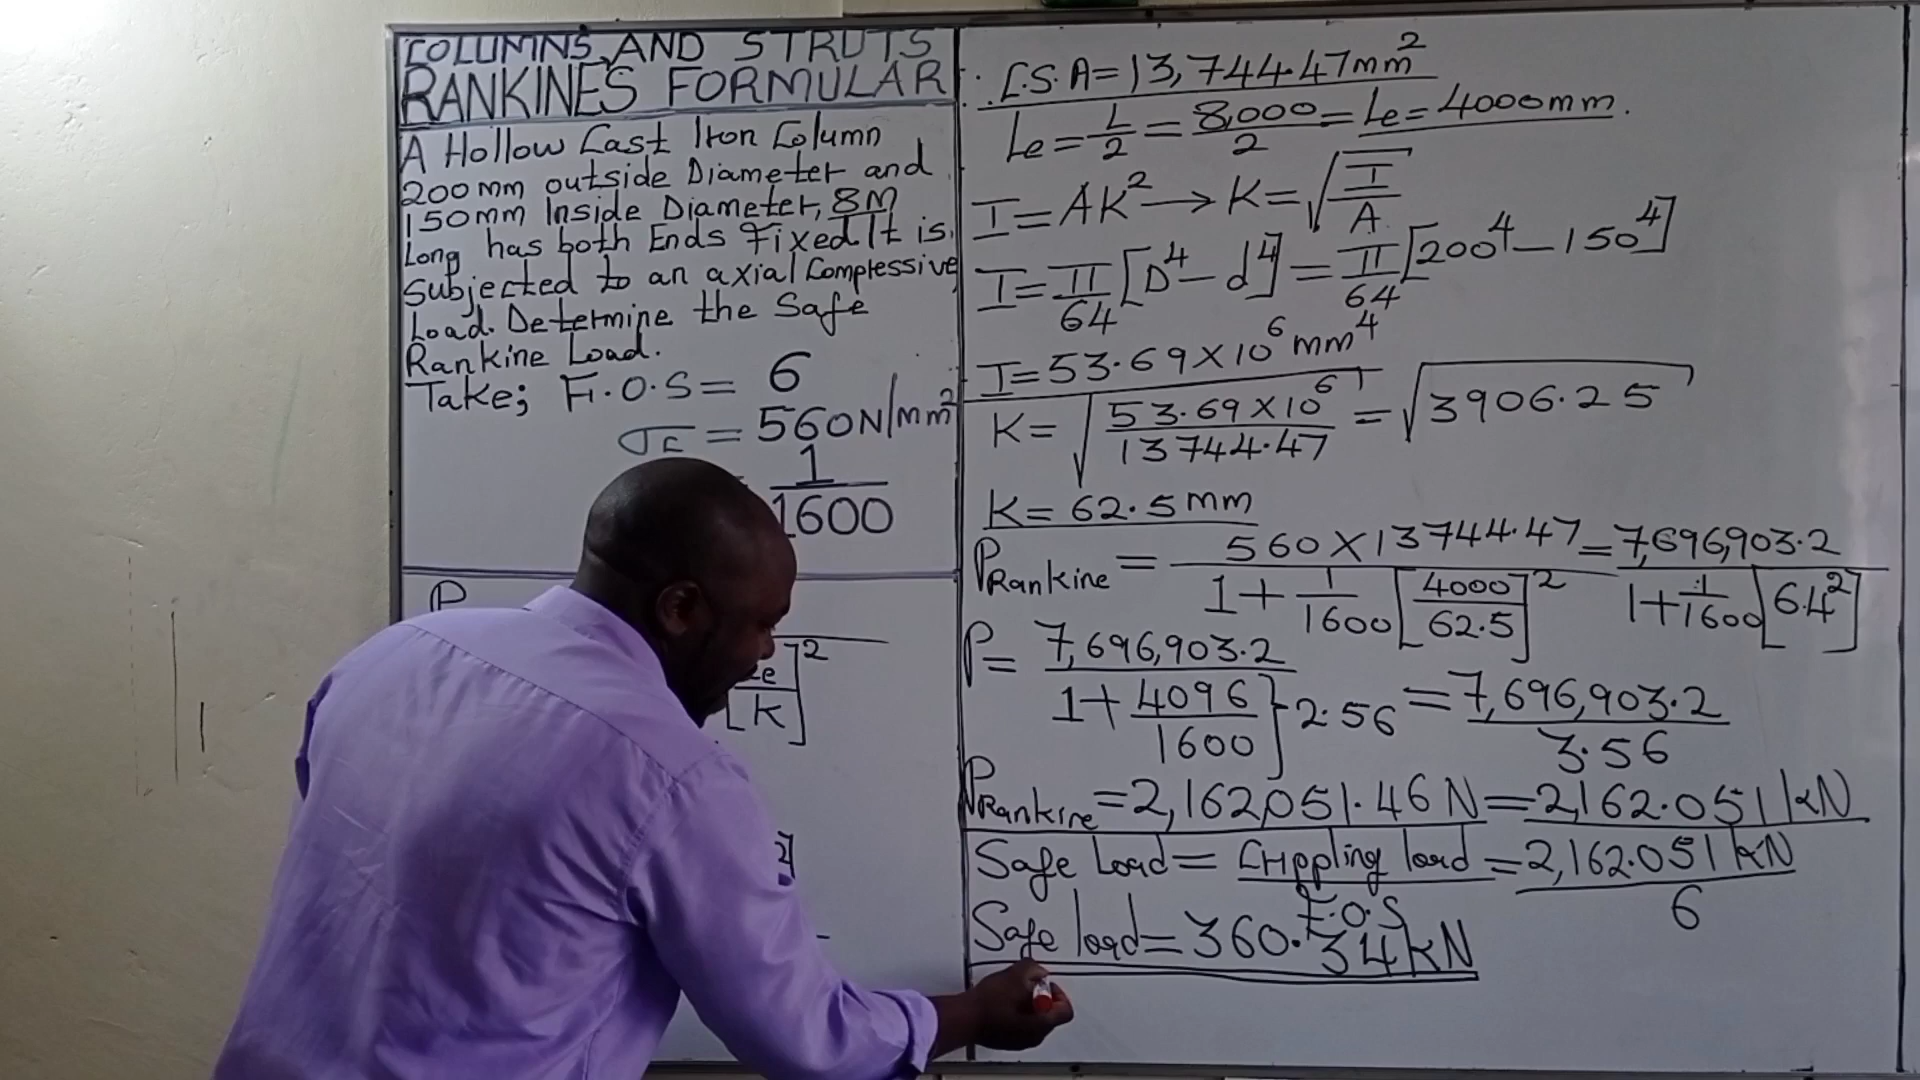 COLUMNS AND STRUTS
RANKINES FORMULAR
A Hollow Cast Iron Column
200mm outside Diameter and
150mm Inside Diameter, 8M
Long has both Ends Fixed It is
Subjected to an axial Compressive
Load. Determine the Safe
Rankine Load.
Take; F.O.S = 6
σc = 560N/mm²
1/1600
P
[Le/K]²
2]
∴ C.S.A = 13,744.47mm²
Le = L/2 = 8,000/2 = Le = 4000mm.
I = AK² → K = √(I/A)
I = π/64 [D⁴ - d⁴] = π/64 [200⁴ - 150⁴]
I = 53.69 × 10⁶ mm⁴
K = √(53.69 × 10⁶/13744.47) = √3906.25
K = 62.5mm
P Rankine = 560 × 13744.47/1 + 1/1600 [4000/62.5]² = 7,696,903.2/1 + 1/1600 [64²]
P = 7,696,903.2/1 + 4096/1600} 2.56 = 7,696,903.2/3.56
P Rankine = 2,162,051.46 N = 2,162.051 kN
Safe Load = Crippling load/F.O.S = 2,162.051 kN/6
Safe load = 360.34 kN